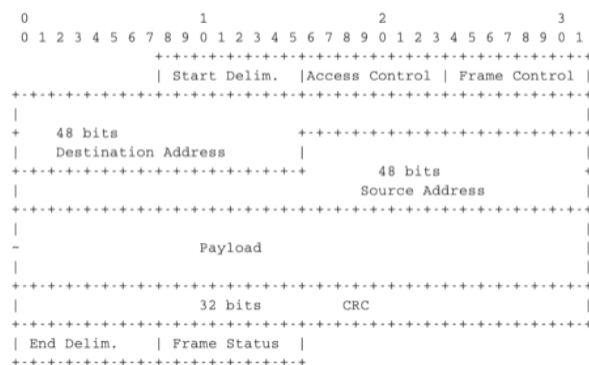 0 1 2 3
0 1 2 3 4 5 6 7 8 9 0 1 2 3 4 5 6 7 8 9 0 1 2 3 4 5 6 7 8 9 0 1
+-+-+-+-+-+-+-+-+-+-+-+-+-+-+-+-+-+-+-+-+-+-+-+-+
| Start Delim. |Access Control | Frame Control |
+-+-+-+-+-+-+-+-+-+-+-+-+-+-+-+-+-+-+-+-+-+-+-+-+-+-+-+-+-+-+-+-+
| |
+ 48 bits +-+-+-+-+-+-+-+-+-+-+-+-+-+-+-+-+
| Destination Address | |
+-+-+-+-+-+-+-+-+-+-+-+-+-+-+-+-+ 48 bits +
| Source Address |
+-+-+-+-+-+-+-+-+-+-+-+-+-+-+-+-+-+-+-+-+-+-+-+-+-+-+-+-+-+-+-+-+
| |
~ Payload |
| |
+-+-+-+-+-+-+-+-+-+-+-+-+-+-+-+-+-+-+-+-+-+-+-+-+-+-+-+-+-+-+-+-+
| 32 bits CRC |
+-+-+-+-+-+-+-+-+-+-+-+-+-+-+-+-+-+-+-+-+-+-+-+-+-+-+-+-+-+-+-+-+
| End Delim. | Frame Status |
+-+-+-+-+-+-+-+-+-+-+-+-+-+-+-+-+